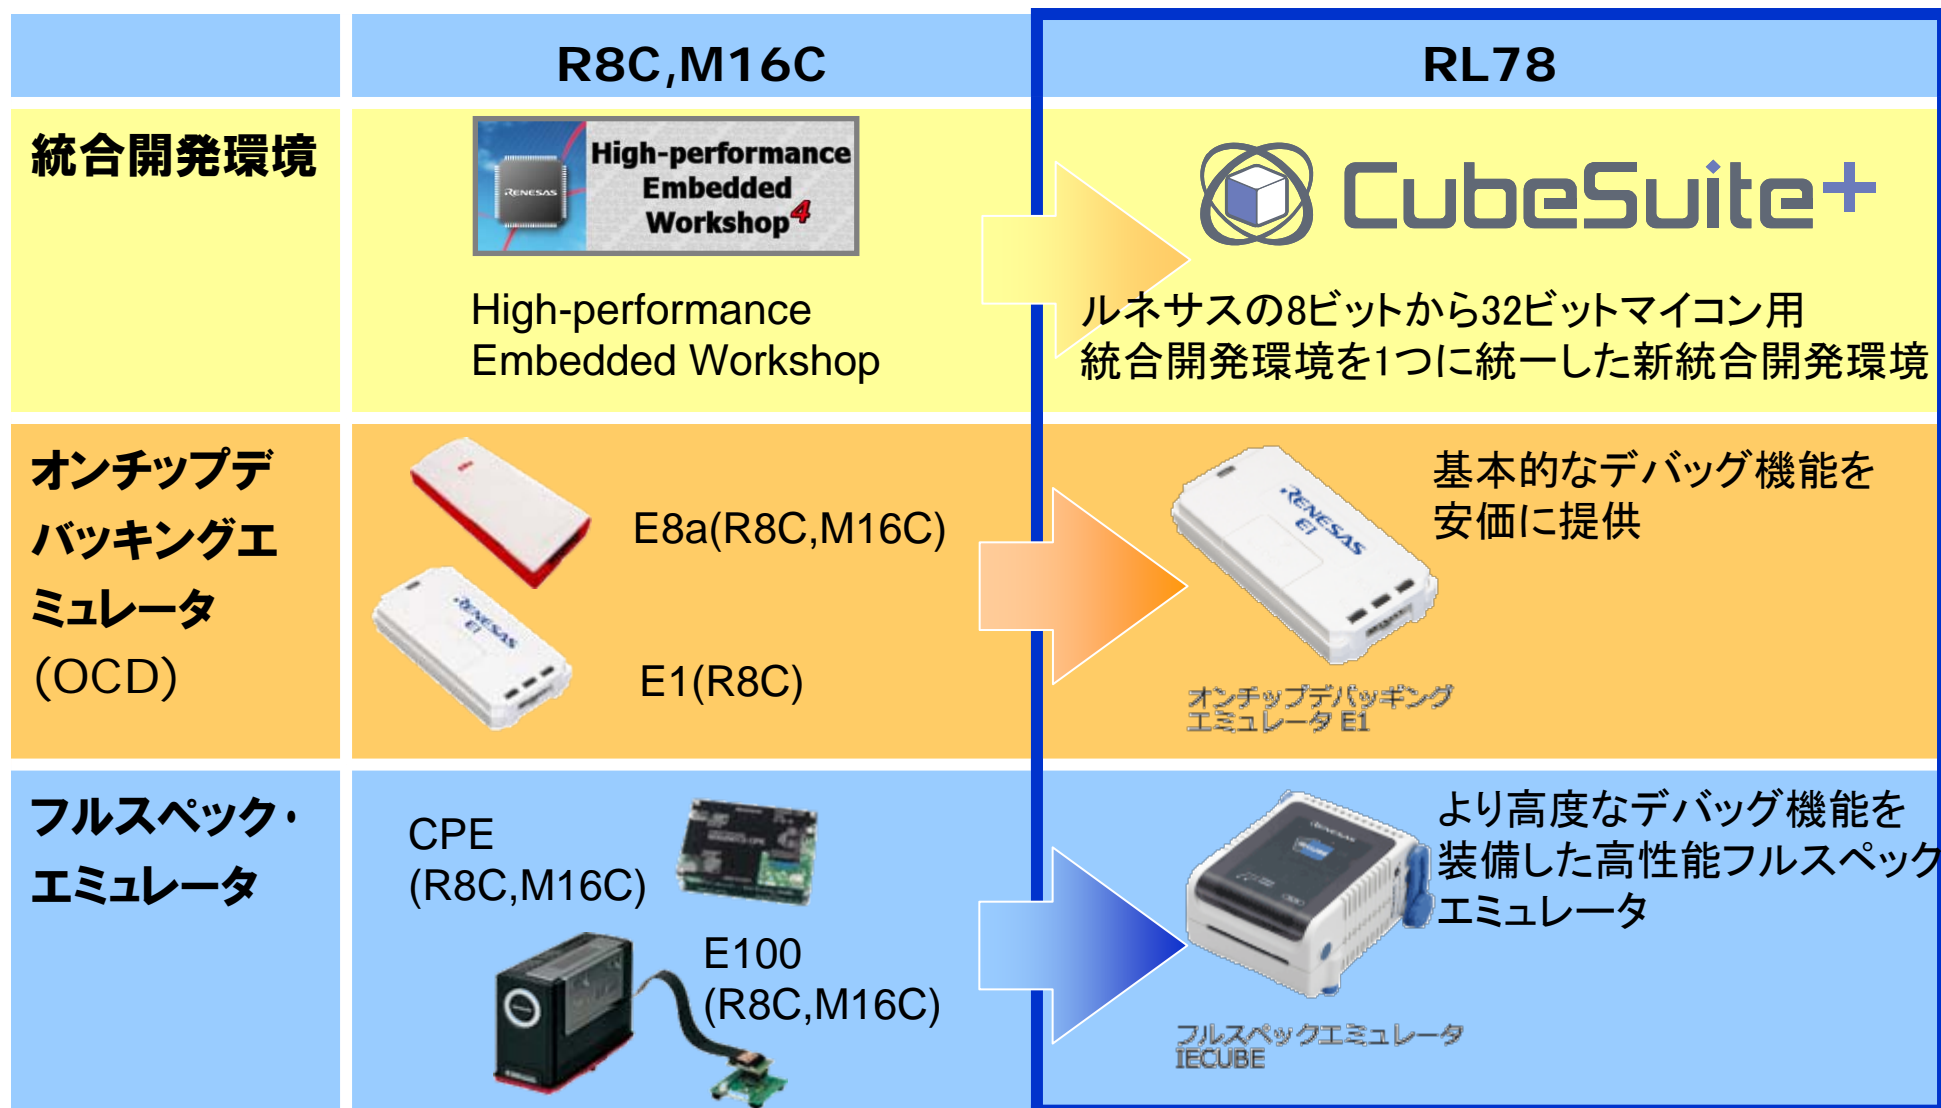 R8C,M16C
RL78
統合開発環境
High-performance
Embedded
Workshop4
RENESAS
High-performance
Embedded Workshop
CubeSuite+
ルネサスの8ビットから32ビットマイコン用
統合開発環境を1つに統一した新統合開発環境
オンチップデ
バッキングエ
ミュレータ
(OCD)
E8a(R8C,M16C)
RENESAS
E1
E1(R8C)
RENESAS
E1
基本的なデバッグ機能を
安価に提供
オンチップデバッギング
エミュレータ E1
フルスペック・
エミュレータ
CPE
(R8C,M16C)
E100
(R8C,M16C)
RENESAS
IECUBE
より高度なデバッグ機能を
装備した高性能フルスペック
エミュレータ
フルスペックエミュレータ
IECUBE